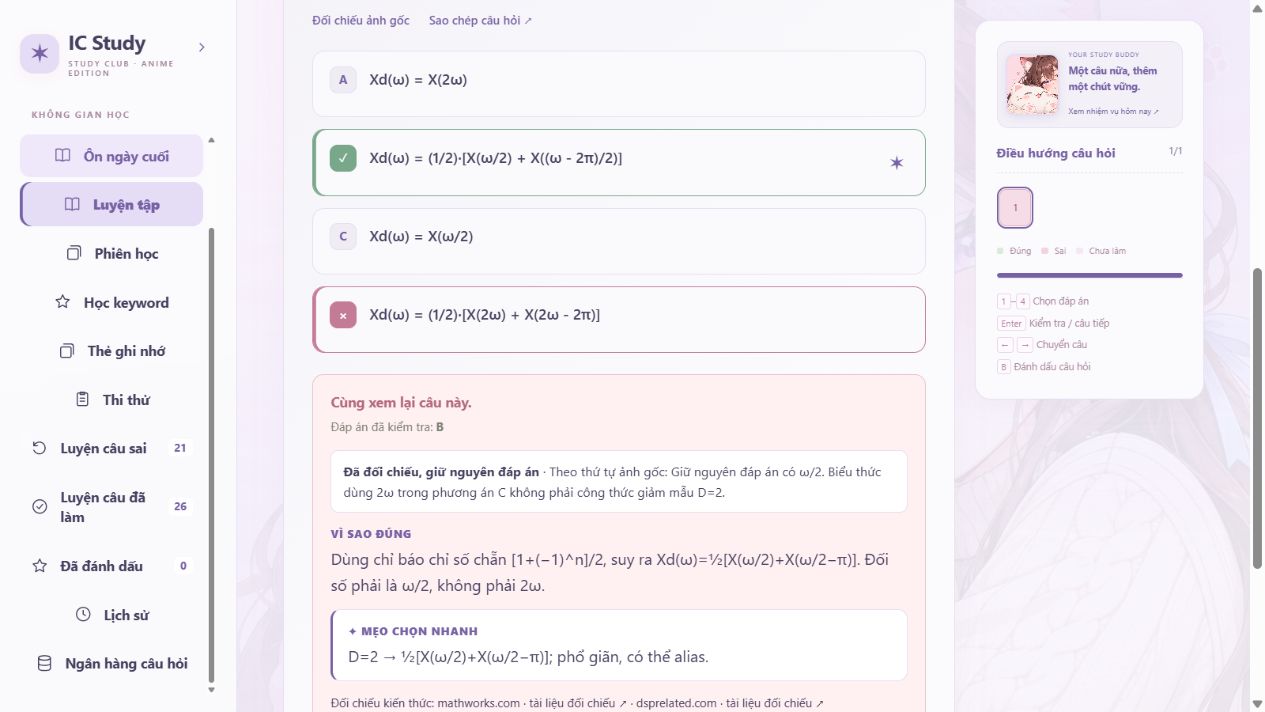 IC Study
STUDY CLUB · ANIME
EDITION
KHÔNG GIAN HỌC
Ôn ngày cuối
Luyện tập
Phiên học
Học keyword
Thẻ ghi nhớ
Thi thử
Luyện câu sai 21
Luyện câu đã làm 26
Đã đánh dấu 0
Lịch sử
Ngân hàng câu hỏi
Đối chiếu ảnh gốc Sao chép câu hỏi ↗
A Xd(ω) = X(2ω)
✓ Xd(ω) = (1/2)·[X(ω/2) + X((ω - 2π)/2)]
C Xd(ω) = X(ω/2)
× Xd(ω) = (1/2)·[X(2ω) + X(2ω - 2π)]
Cùng xem lại câu này.
Đáp án đã kiểm tra: B
Đã đối chiếu, giữ nguyên đáp án · Theo thứ tự ảnh gốc: Giữ nguyên đáp án có ω/2. Biểu thức
dùng 2ω trong phương án C không phải công thức giảm mẫu D=2.
VÌ SAO ĐÚNG
Dùng chỉ báo chỉ số chẵn [1+(−1)^n]/2, suy ra Xd(ω)=½[X(ω/2)+X(ω/2−π)]. Đối
số phải là ω/2, không phải 2ω.
✦ MẸO CHỌN NHANH
D=2 → ½[X(ω/2)+X(ω/2−π)]; phổ giãn, có thể alias.
Đối chiếu kiến thức: mathworks.com · tài liệu đối chiếu ↗ · dsprelated.com · tài liệu đối chiếu ↗
YOUR STUDY BUDDY
Một câu nữa, thêm
một chút vững.
Xem nhiệm vụ hôm nay ↗
Điều hướng câu hỏi 1/1
1
Đúng Sai Chưa làm
1 – 4 Chọn đáp án
Enter Kiểm tra / câu tiếp
← → Chuyển câu
B Đánh dấu câu hỏi